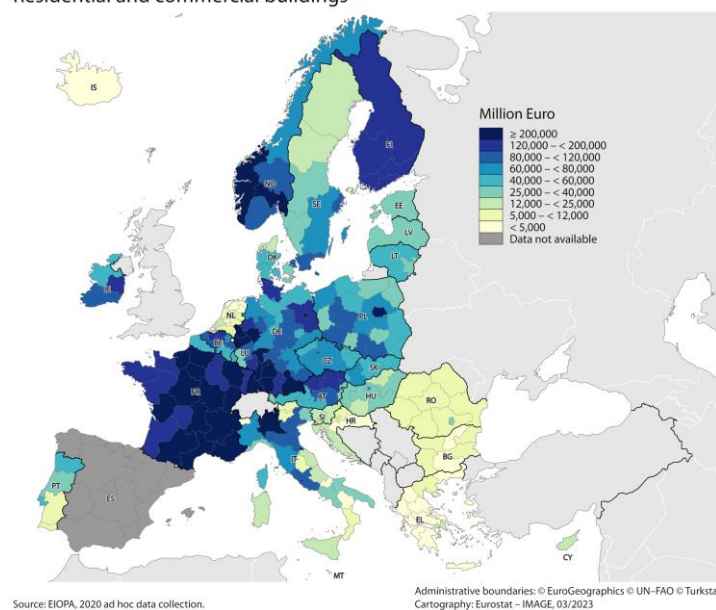 Residential and commercial buildings
IS
Million Euro
≥ 200,000
120,000 – < 200,000
80,000 – < 120,000
60,000 – < 80,000
40,000 – < 60,000
25,000 – < 40,000
12,000 – < 25,000
5,000 – < 12,000
< 5,000
Data not available
FI
NO
SE
EE
LV
LT
DK
IE
NL
PL
DE
BE
LU
CZ
SK
FR
AT
HU
RO
SI
HR
IT
BG
PT
ES
EL
CY
MT
Administrative boundaries: © EuroGeographics © UN–FAO © Turksta
Source: EIOPA, 2020 ad hoc data collection.
Cartography: Eurostat – IMAGE, 03/2023